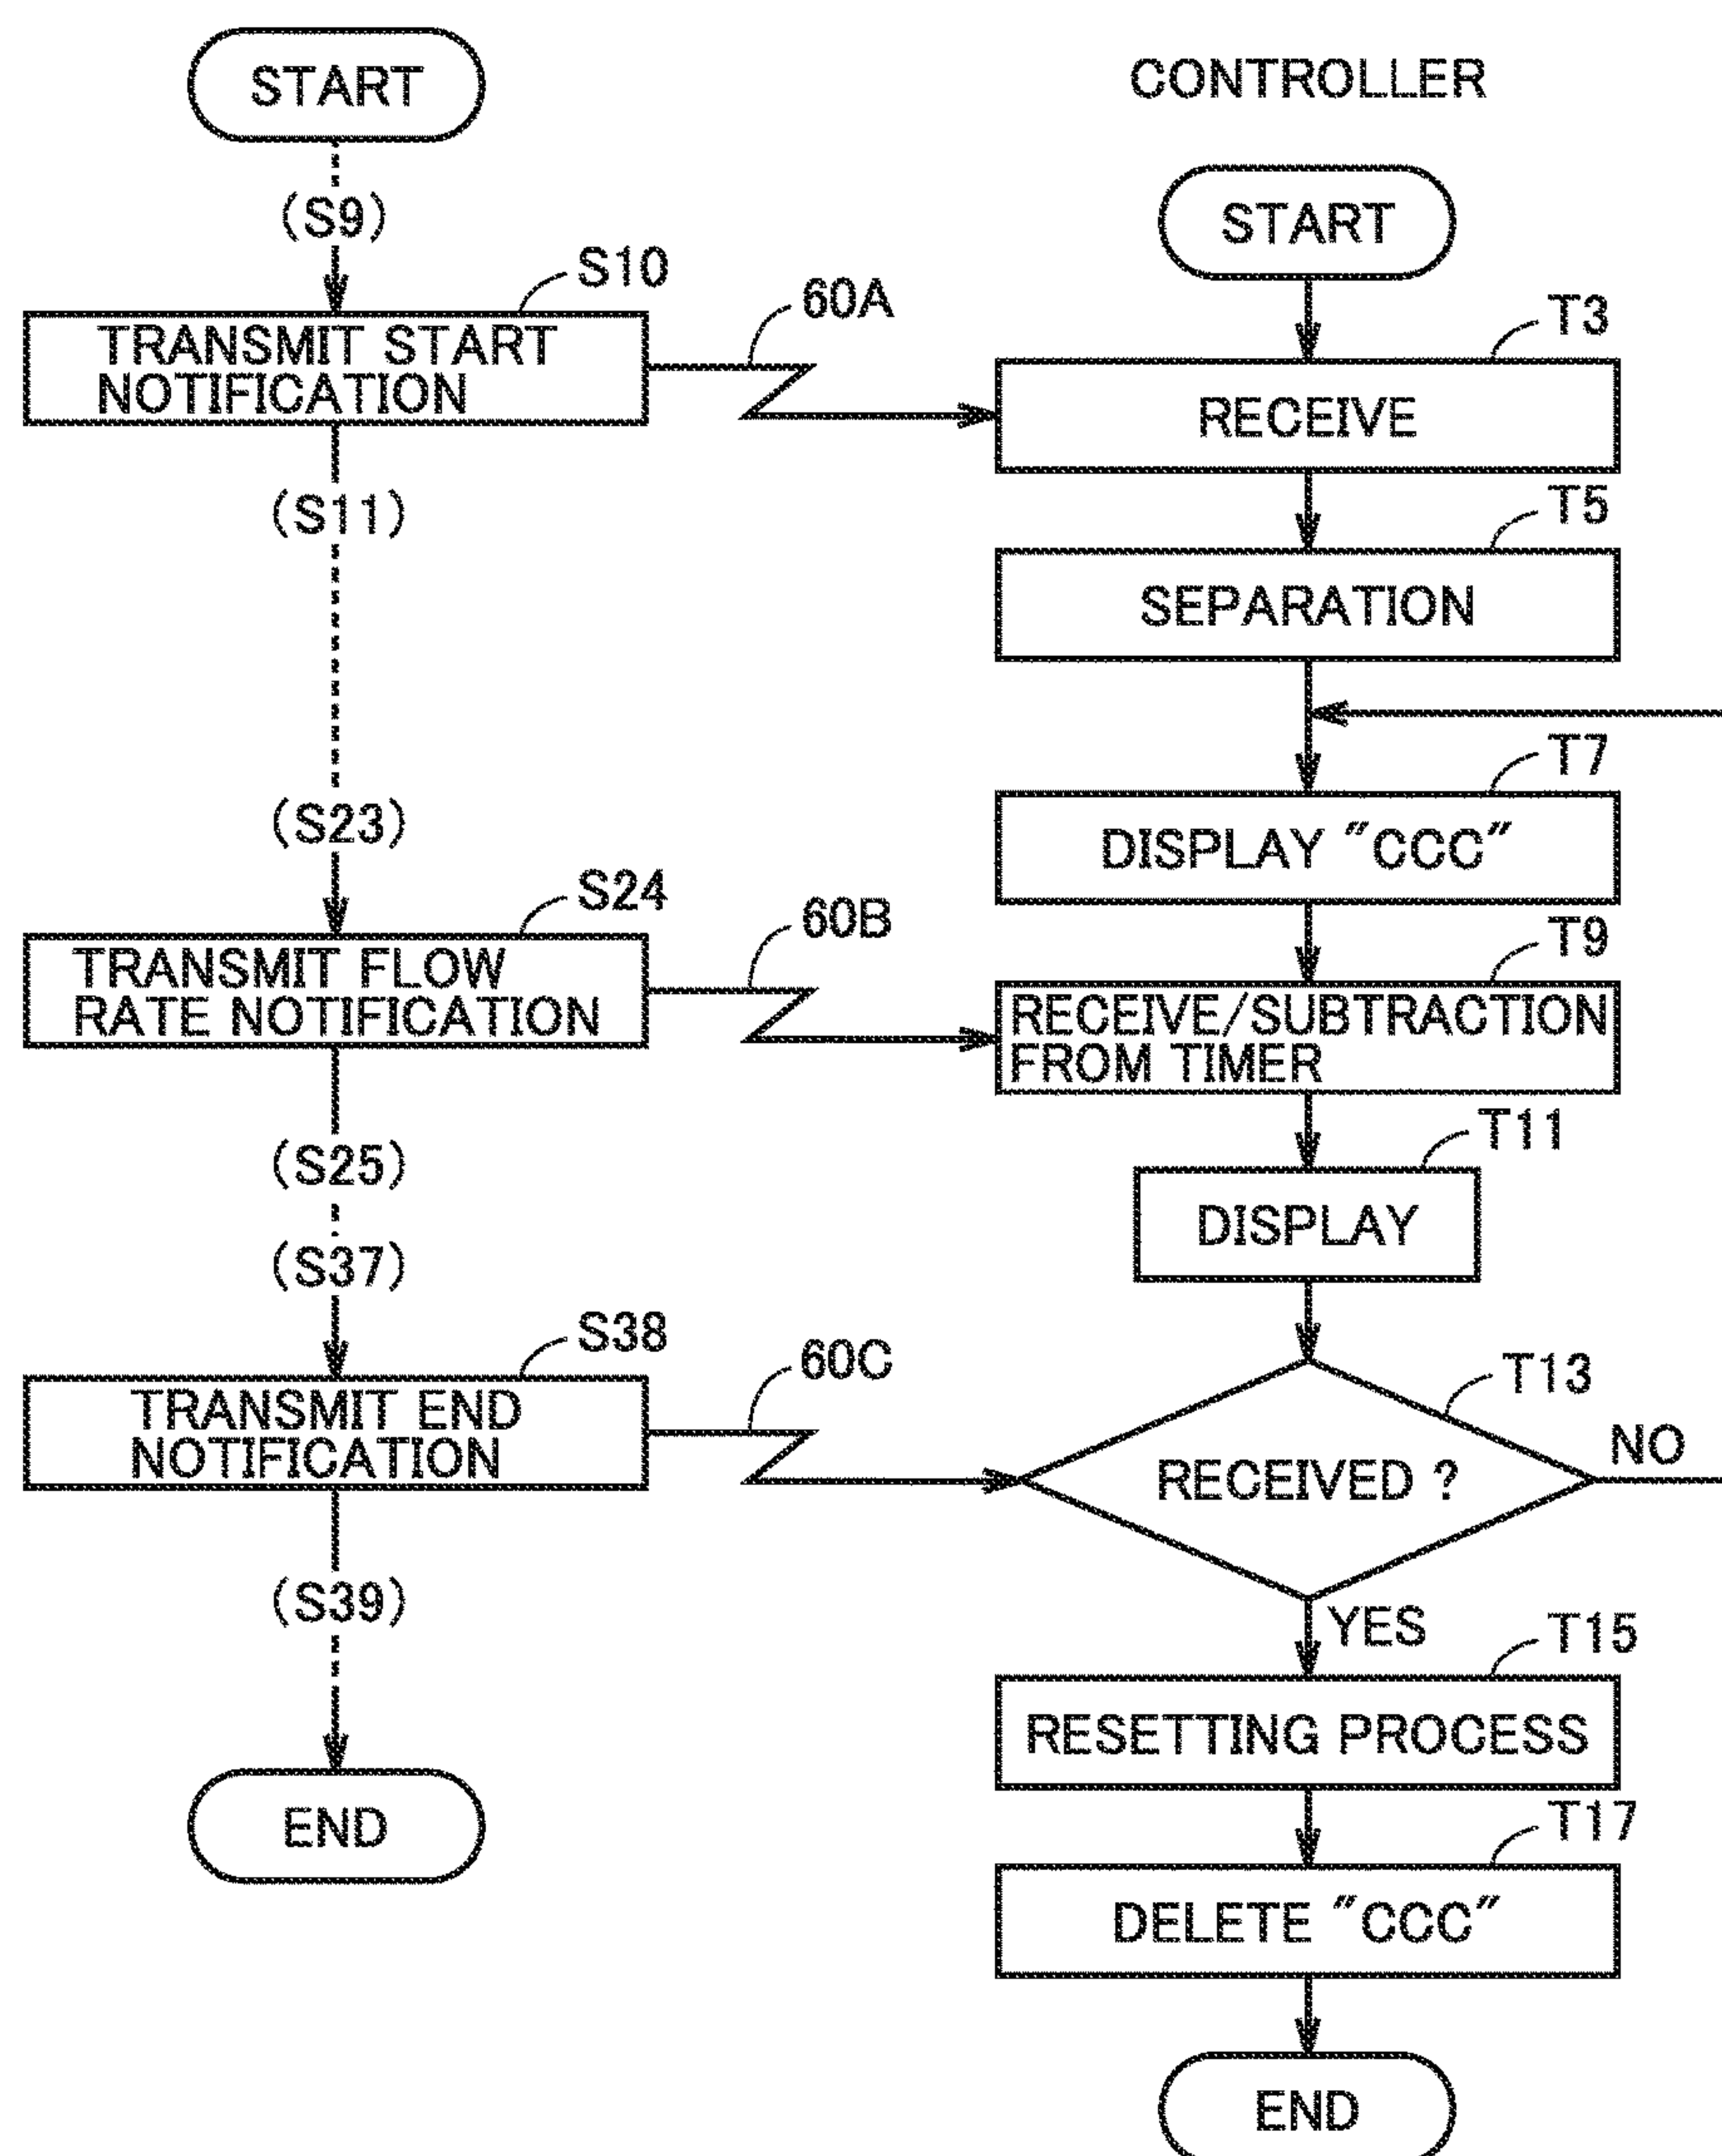 START
(S9)
S10
TRANSMIT START
NOTIFICATION
60A
(S11)
(S23)
S24
TRANSMIT FLOW
RATE NOTIFICATION
60B
(S25)
(S37)
S38
TRANSMIT END
NOTIFICATION
60C
(S39)
END
CONTROLLER
START
T3
RECEIVE
T5
SEPARATION
T7
DISPLAY "CCC"
T9
RECEIVE/SUBTRACTION
FROM TIMER
T11
DISPLAY
T13
RECEIVED ?
NO
YES
T15
RESETTING PROCESS
T17
DELETE "CCC"
END